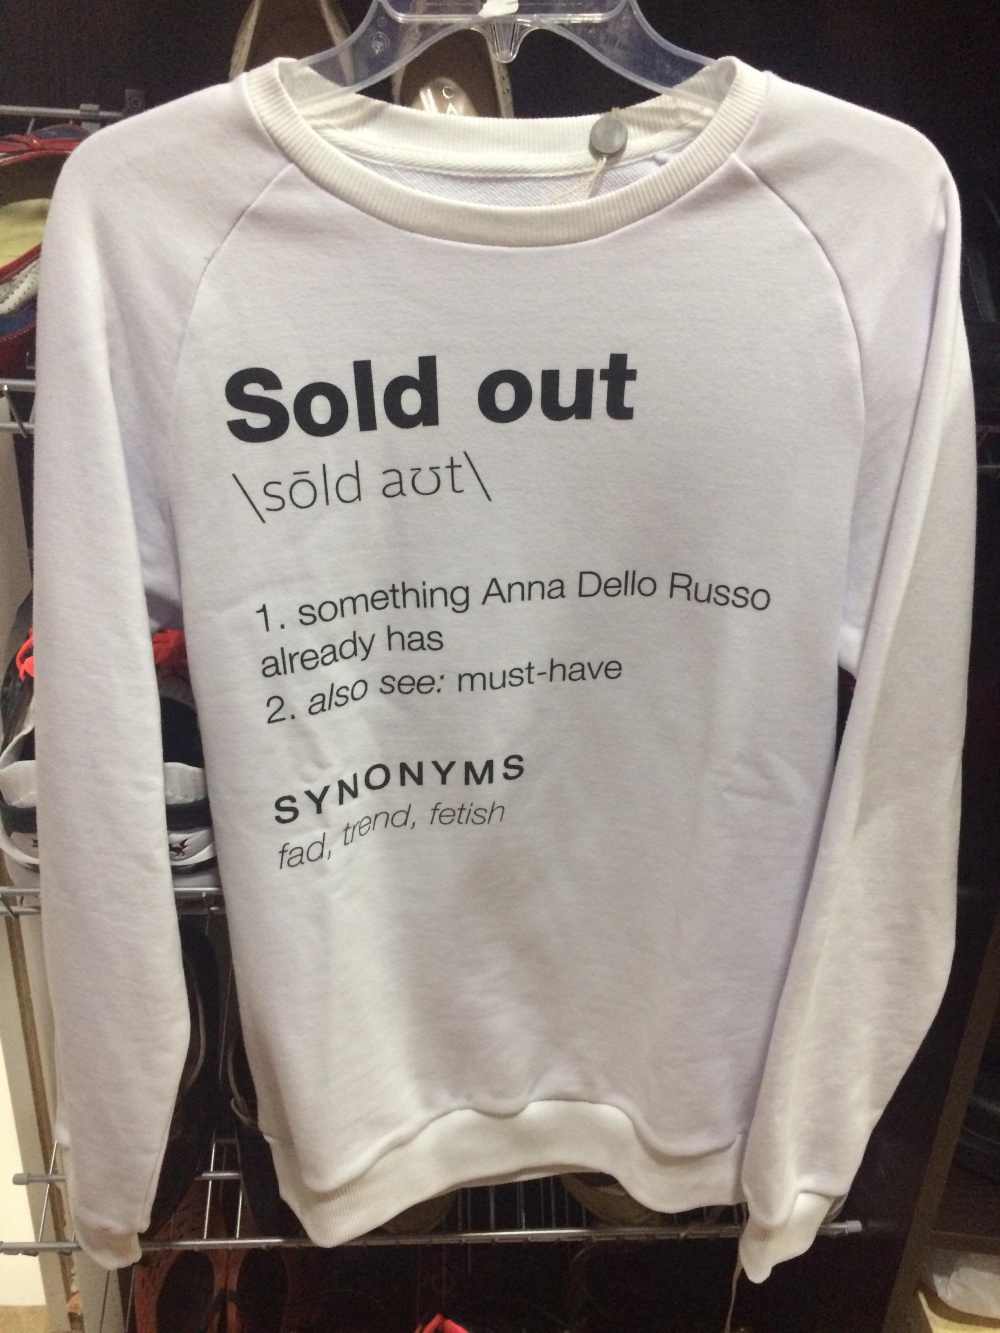 Sold out
\sōld aʊt\
1. something Anna Dello Russo
already has
2. also see: must-have
SYNONYMS
fad, trend, fetish